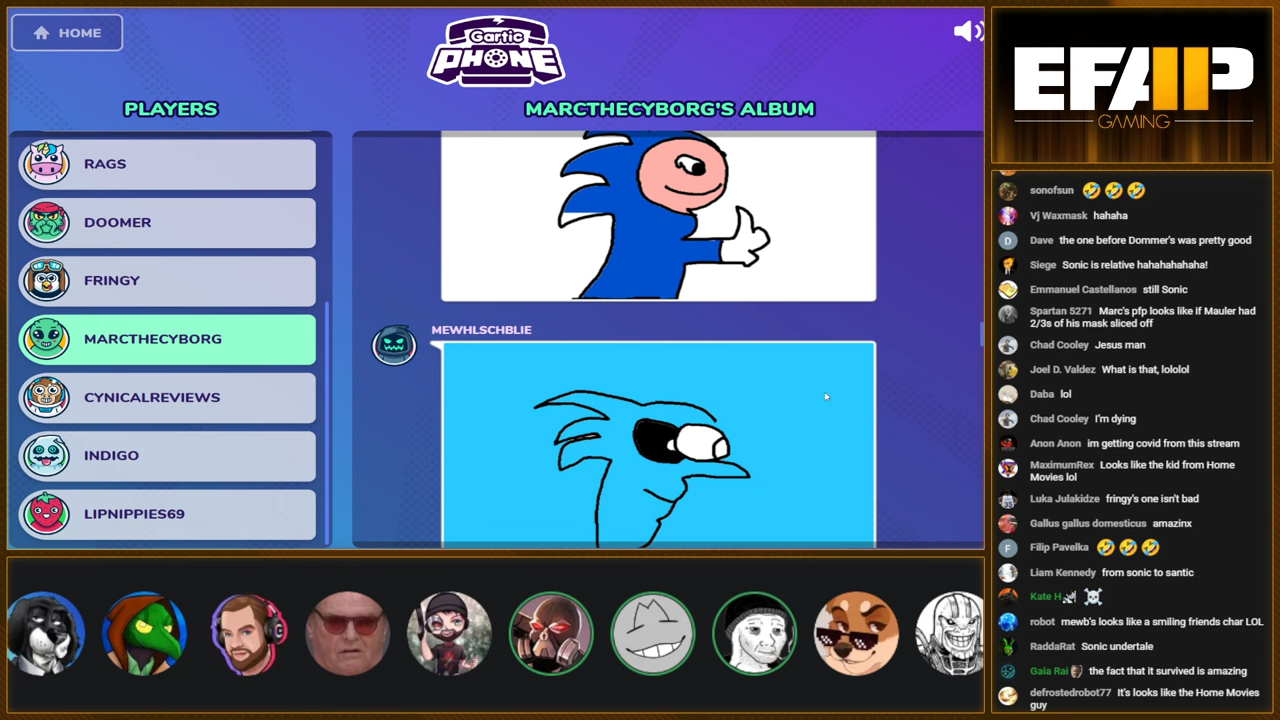 HOME
Gartic
PHONE
PLAYERS
MARCTHECYBORG'S ALBUM
RAGS
DOOMER
FRINGY
MARCTHECYBORG
CYNICALREVIEWS
INDIGO
LIPNIPPIES69
MEWHLSCHBLIE
EFAP
GAMING
sonofsun 🤣🤣🤣
Vj Waxmask hahaha
D Dave the one before Dommer's was pretty good
Siege Sonic is relative hahahahahaha!
Emmanuel Castellanos still Sonic
Spartan 5271 Marc's pfp looks like if Mauler had
2/3s of his mask sliced off
Chad Cooley Jesus man
Joel D. Valdez What is that, lololol
Daba lol
Chad Cooley I'm dying
Anon Anon im getting covid from this stream
MaximumRex Looks like the kid from Home
Movies lol
Luka Julakidze fringy's one isn't bad
Gallus gallus domesticus amazinx
F Filip Pavelka 🤣🤣🤣
Liam Kennedy from sonic to santic
Kate H ☠️
robot mewb's looks like a smiling friends char LOL
RaddaRat Sonic undertale
Gaia Rai the fact that it survived is amazing
defrostedrobot77 It's looks like the Home Movies
guy